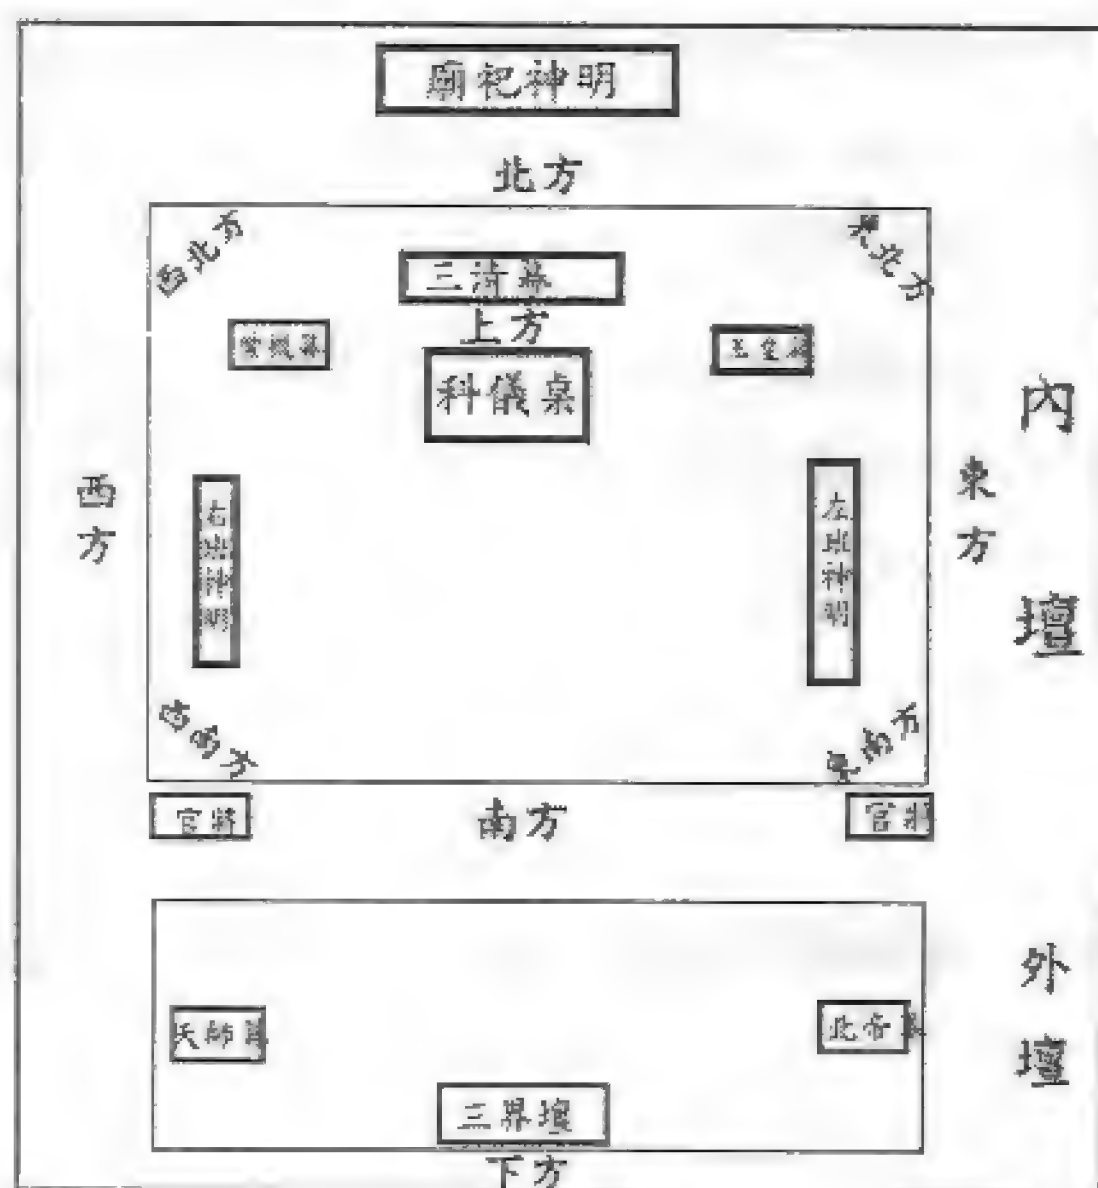 廟祀神明
北方
西北方
東北方
三清幕
上方
紫微幕
玉皇幕
科儀桌
內壇
西方
東方
右班神明
左班神明
西南方
東南方
官將
南方
官將
外壇
天師幕
北帝幕
三界壇
下方